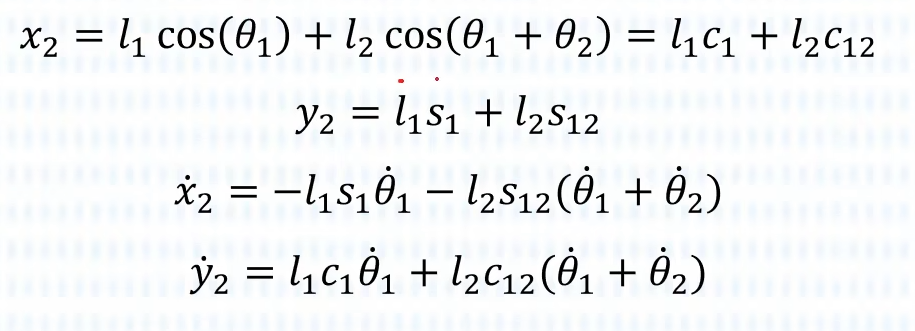 x₂ = l₁ cos(θ₁) + l₂ cos(θ₁ + θ₂) = l₁c₁ + l₂c₁₂
y₂ = l₁s₁ + l₂s₁₂
ẋ₂ = −l₁s₁θ̇₁ − l₂s₁₂(θ̇₁ + θ̇₂)
ẏ₂ = l₁c₁θ̇₁ + l₂c₁₂(θ̇₁ + θ̇₂)